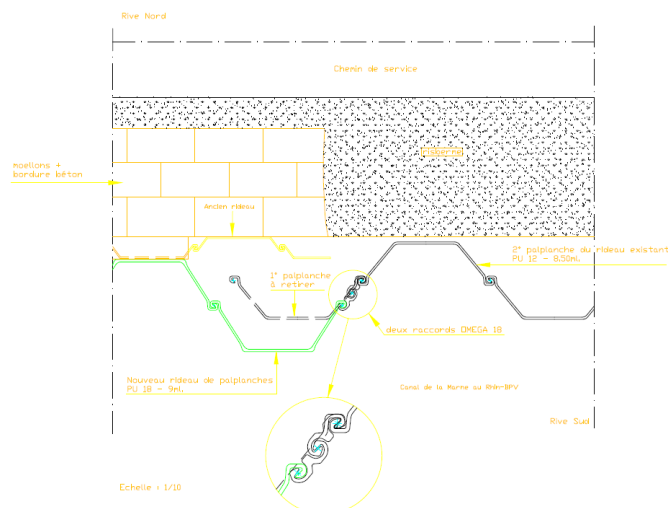 Rive Nord
Chemin de service
risberme
moellons +
bordure béton
Ancien rideau
2° palplanche du rideau existant
PU 12 - 8.50ml.
1° palplanche
à retirer
deux raccords OMEGA 18
Nouveau rideau de palplanches
PU 18 - 9ml.
Canal de la Marne au Rhin-BPV
Rive Sud
Echelle : 1/10